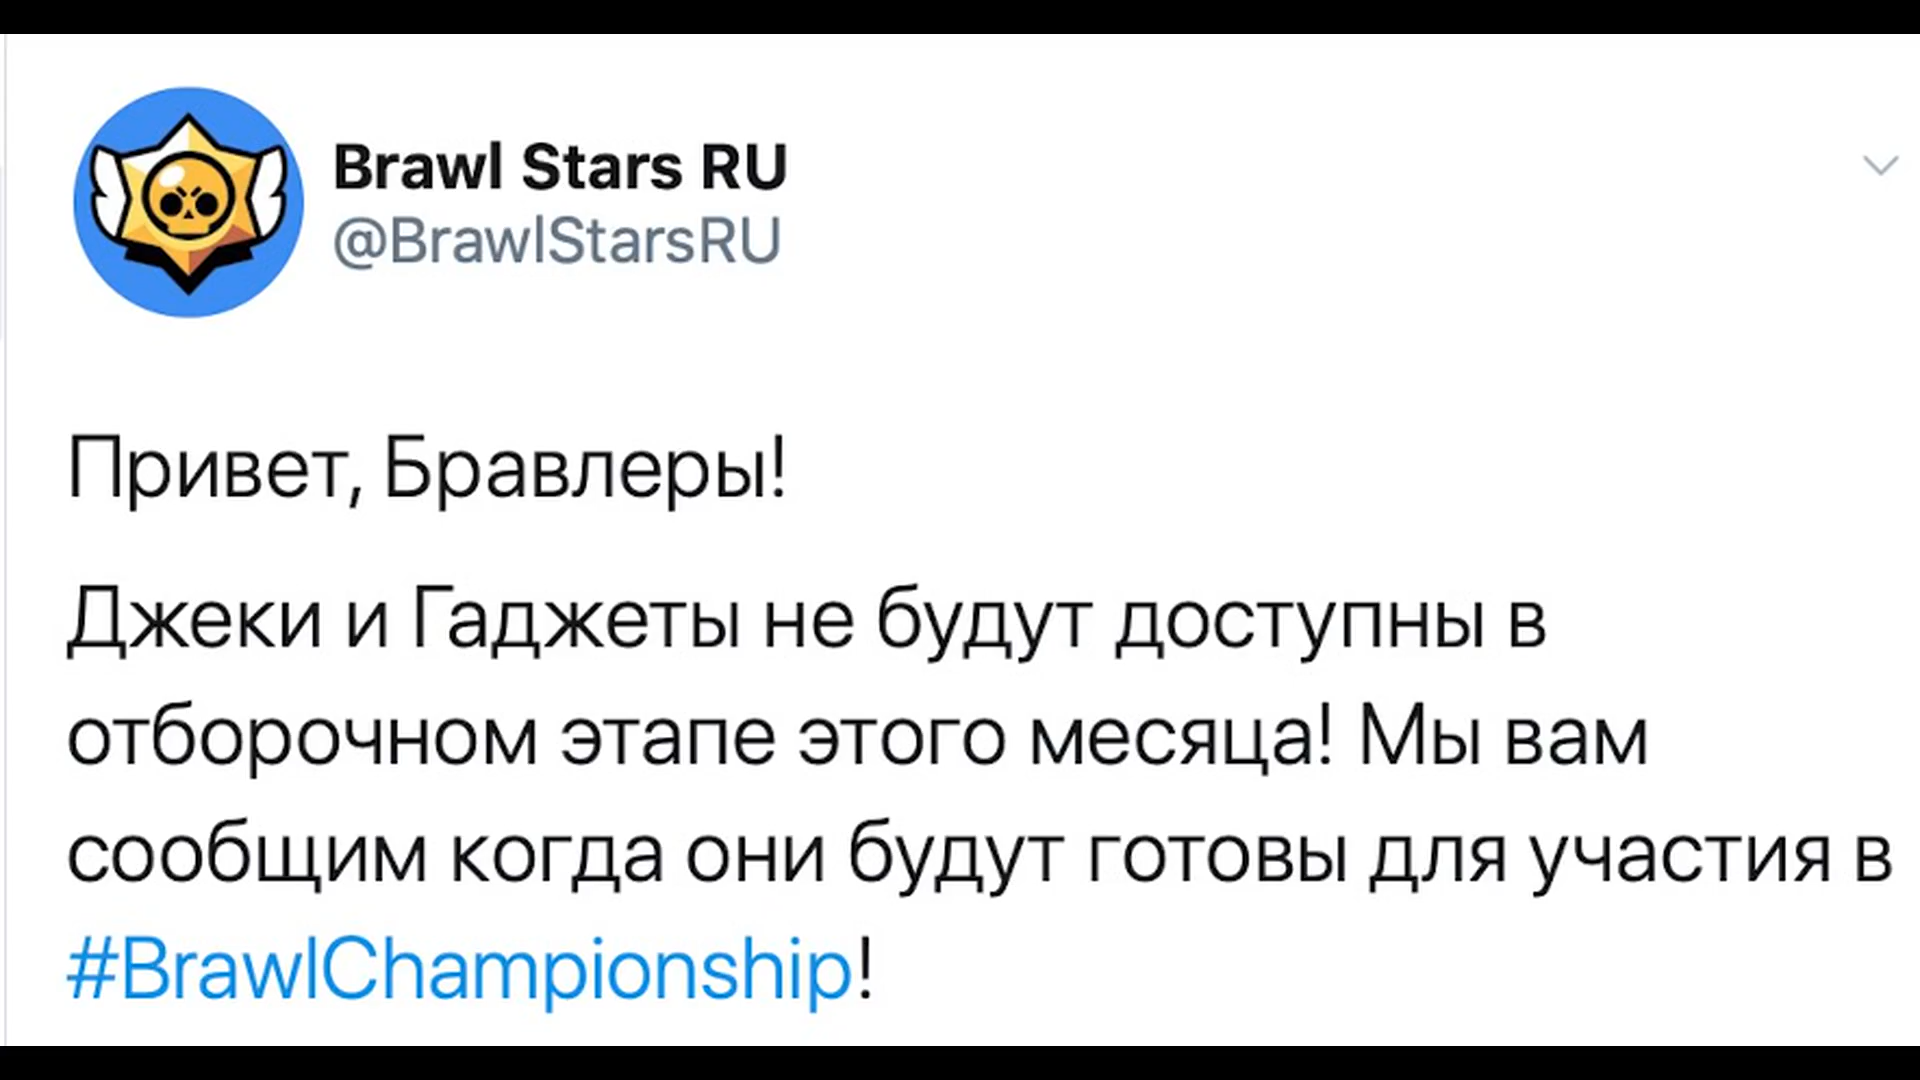 Brawl Stars RU
@BrawlStarsRU
Привет, Бравлеры!
Джеки и Гаджеты не будут доступны в
отборочном этапе этого месяца! Мы вам
сообщим когда они будут готовы для участия в
#BrawlChampionship!